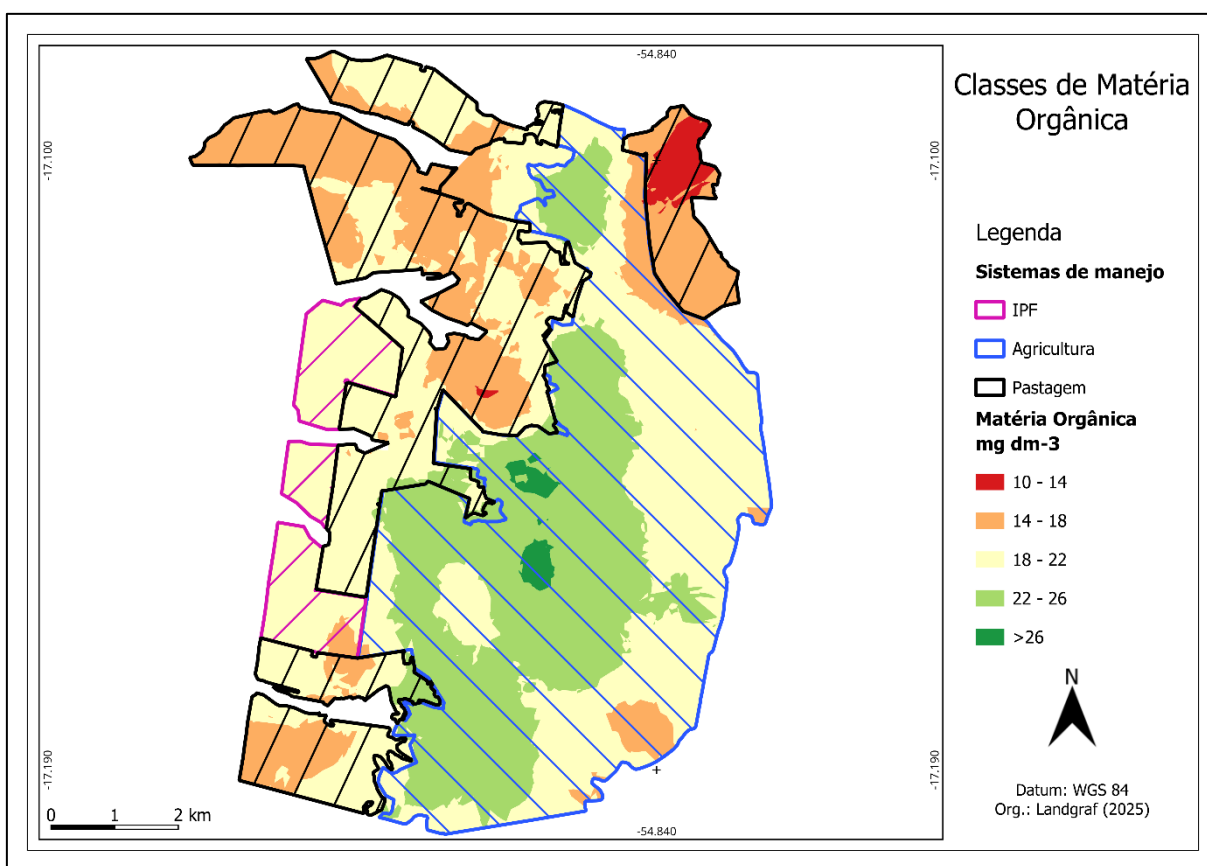 -54.840
-17.100
-17.100
-17.190
-17.190
0 1 2 km
-54.840
Classes de Matéria
Orgânica
Legenda
Sistemas de manejo
IPF
Agricultura
Pastagem
Matéria Orgânica
mg dm-3
10 - 14
14 - 18
18 - 22
22 - 26
>26
N
Datum: WGS 84
Org.: Landgraf (2025)